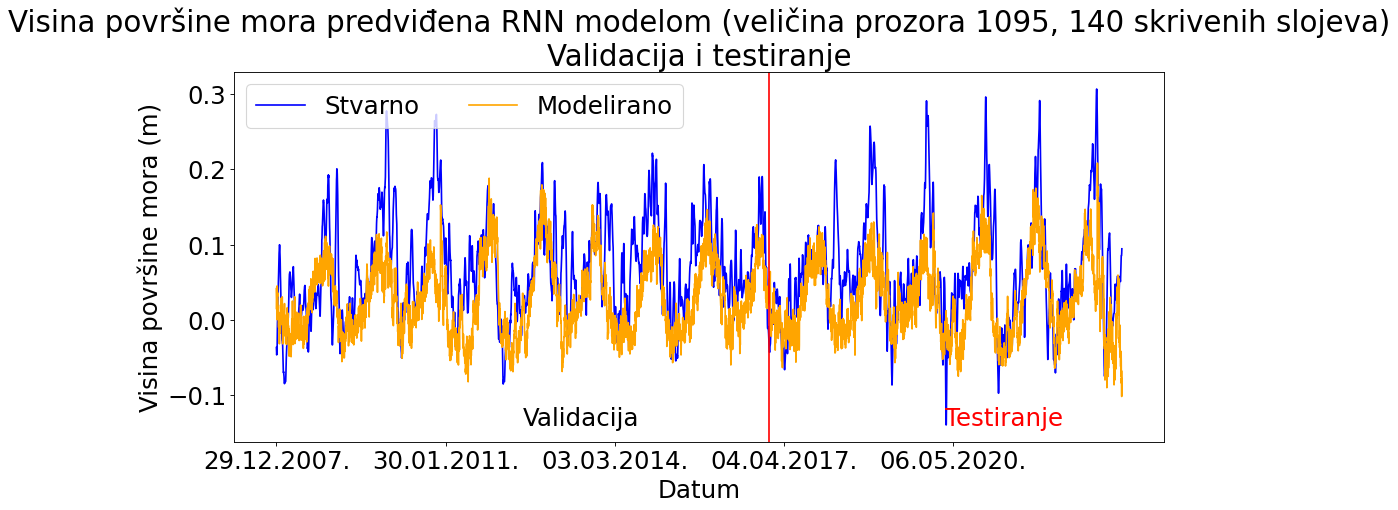 Visina površine mora predviđena RNN modelom (veličina prozora 1095, 140 skrivenih slojeva)
Validacija i testiranje
Stvarno Modelirano
Visina površine mora (m)
0.3
0.2
0.1
0.0
−0.1
Validacija Testiranje
29.12.2007. 30.01.2011. 03.03.2014. 04.04.2017. 06.05.2020.
Datum